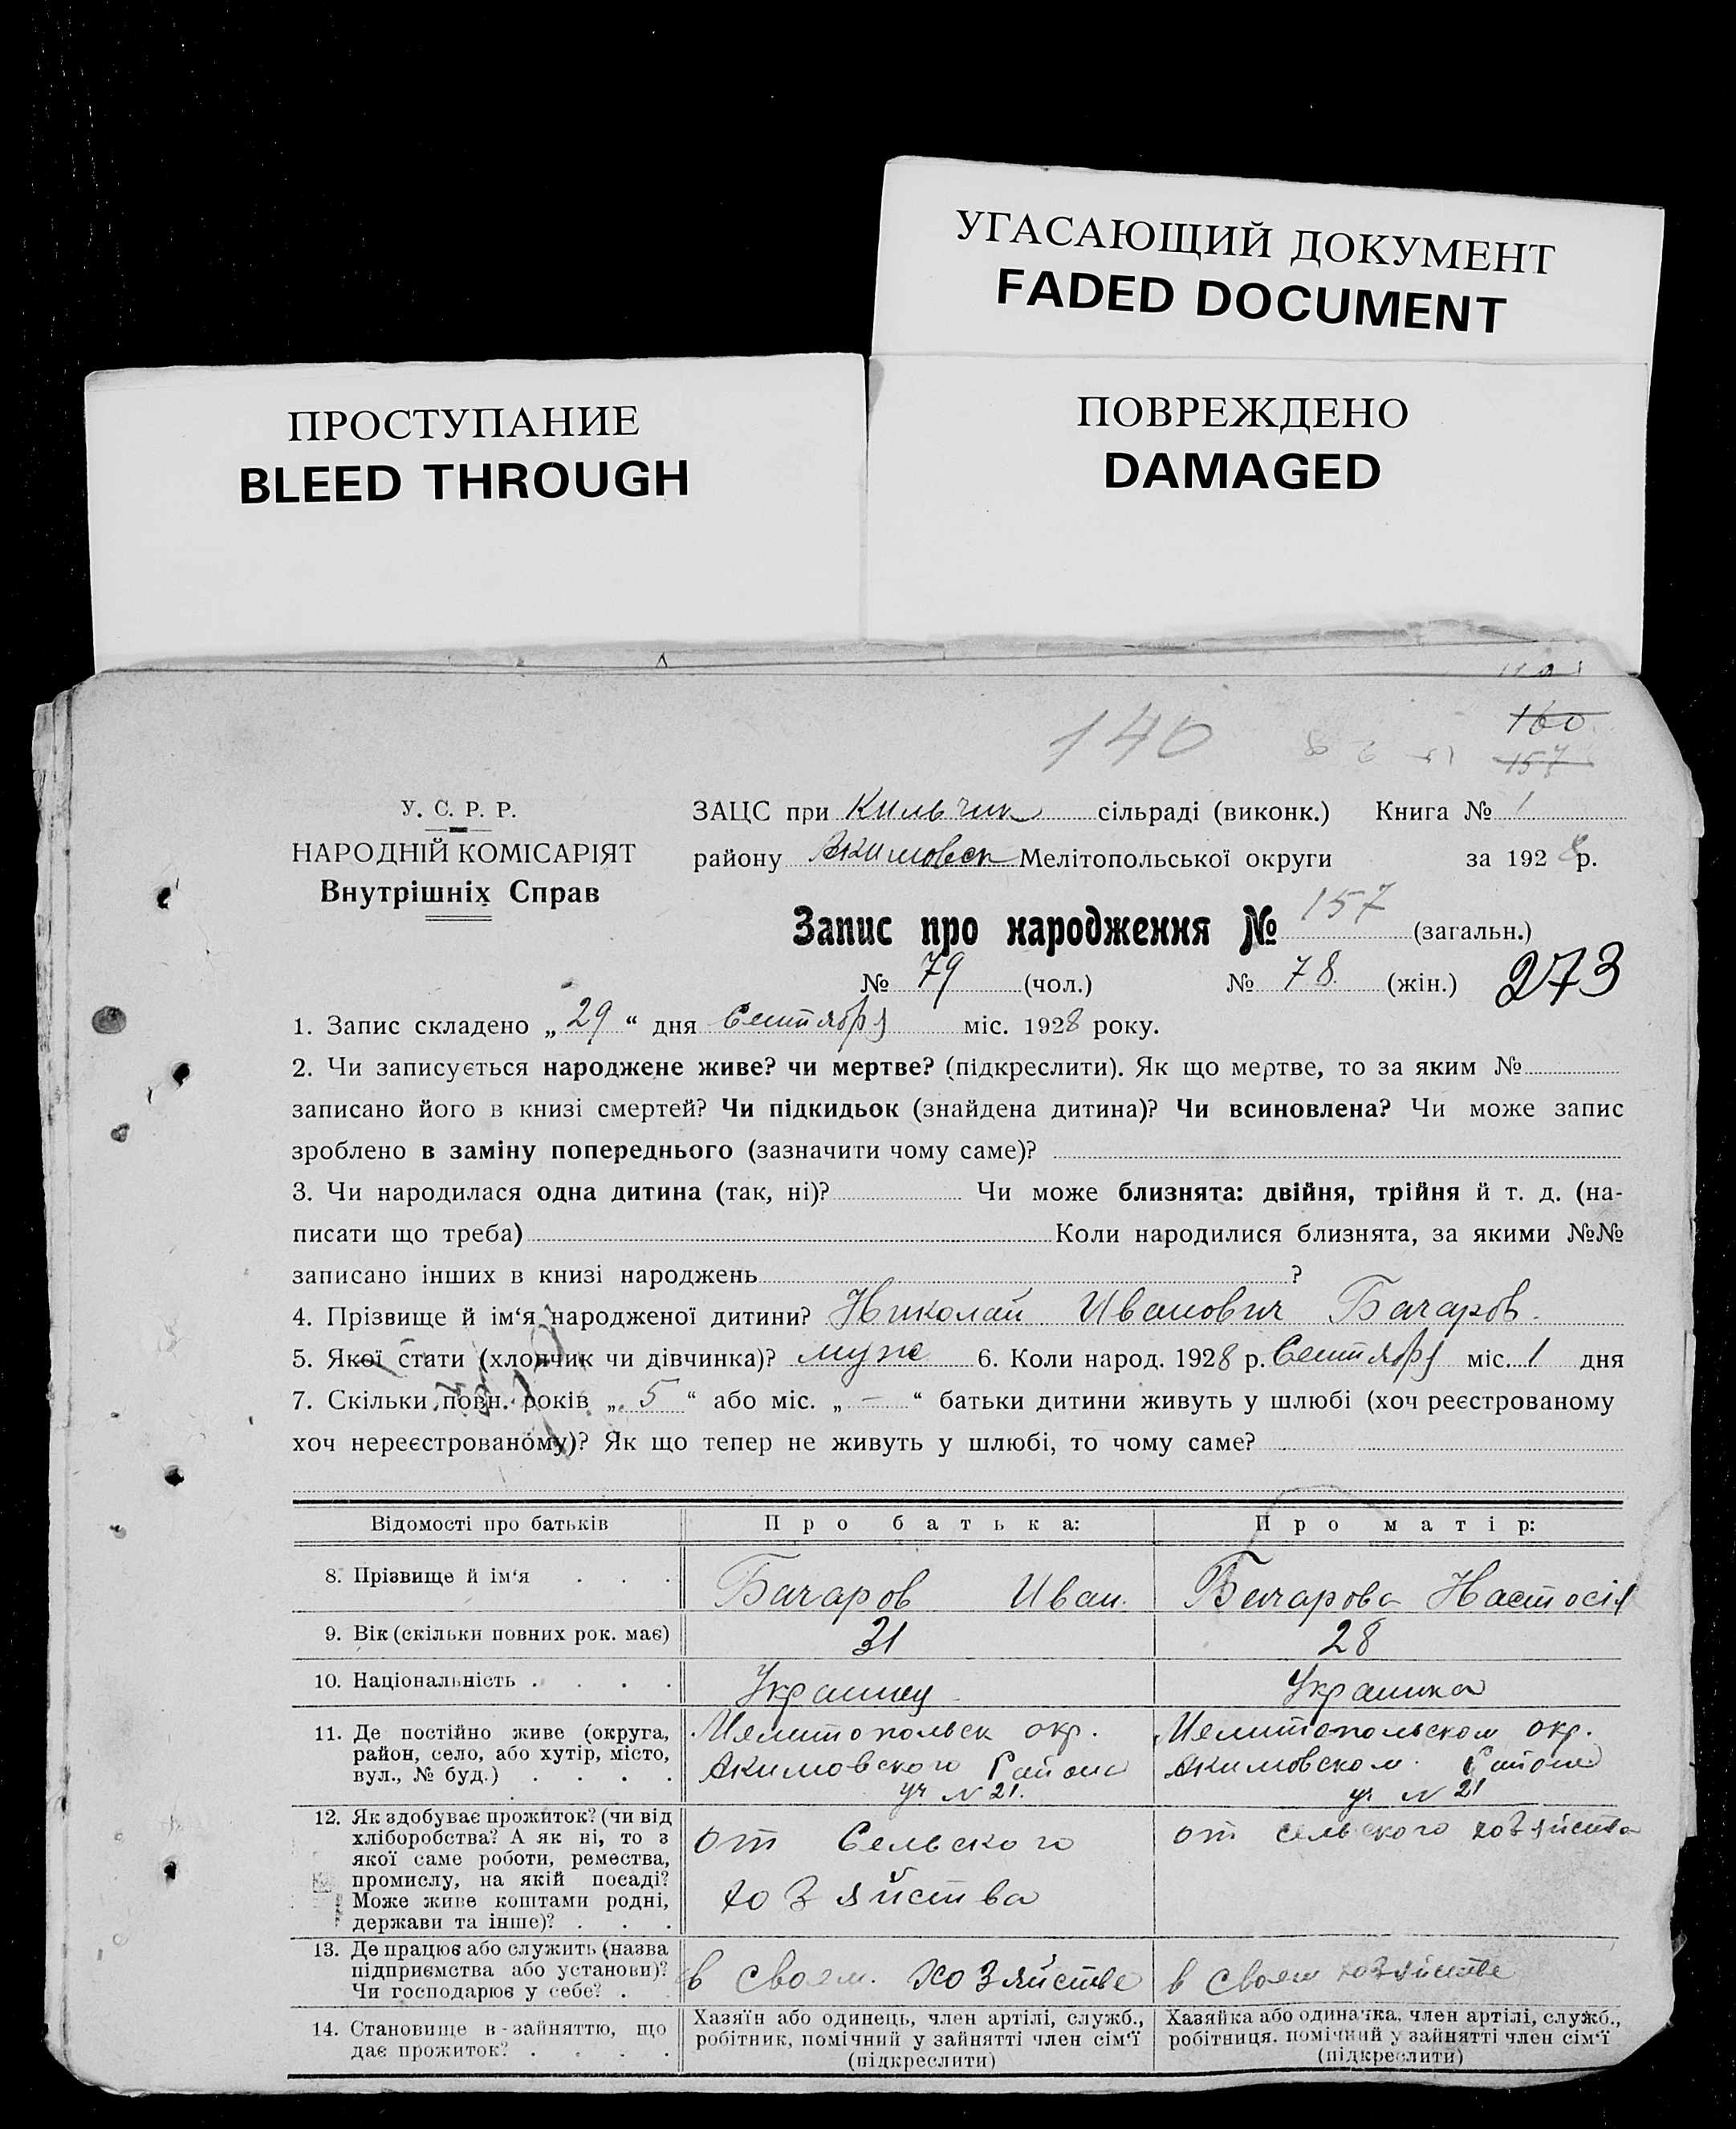 УГАСАЮЩИЙ ДОКУМЕНТ
FADED DOCUMENT
ПРОСТУПАНИЕ
BLEED THROUGH
ПОВРЕЖДЕНО
DAMAGED
140
160
157
У. С. Р. Р.
НАРОДНІЙ КОМІСАРІЯТ
Внутрішніх Справ
ЗАЦС при Кильчик сільраді (виконк.) Книга № 1
району Акимовск Мелітопольської округи за 1928 р.
Запис про народження № 157 (загальн.)
№ 79 (чол.) № 78 (жін.) 273
1. Запис складено „29“ дня Сентября міс. 1928 року.
2. Чи записується народжене живе? чи мертве? (підкреслити). Як що мертве, то за яким №
записано його в книзі смертей? Чи підкидьок (знайдена дитина)? Чи всиновлена? Чи може запис
зроблено в заміну попереднього (зазначити чому саме)?
3. Чи народилася одна дитина (так, ні)? Чи може близнята: двійня, трійня й т. д. (на-
писати що треба) Коли народилися близнята, за якими №№
записано інших в книзі народжень ?
4. Прізвище й ім‘я народженої дитини? Николай Иванович Бачаров.
5. Якої стати (хлопчик чи дівчинка)? муж 6. Коли народ. 1928 р. Сентябрь міс. 1 дня
7. Скільки повн. років „ 5 “ або міс. „ — “ батьки дитини живуть у шлюбі (хоч реєстрованому
хоч нереєстрованому)? Як що тепер не живуть у шлюбі, то чому саме?
Відомості про батьків
Про батька:
Про матір:
8. Прізвище й ім‘я . . .
Бачаров Иван.
Бачарова Настосія
9. Вік (скільки повних рок. має)
31
28
10. Національність . . . .
Украинец
Украинка
11. Де постійно живе (округа,
район, село, або хутір, місто,
вул., № буд.) . . . .
Мелитопольск окр.
Акимовского Района
уч N 21.
Мелитопольском окр.
Акимовском Района
уч N 21
12. Як здобуває прожиток? (чи від
хліборобства? А як ні, то з
якої саме роботи, ремества,
промислу, на якій посаді?
Може живе коштами родні,
держави та інше)? . . .
от Сельского
хозяйства
от сельского хозяйства
13. Де працює або служить (назва
підприємства або установи)?
Чи господарює у себе? . .
в своем. хозяйстве
в своем хозяйстве
14. Становище в-зайняттю, що
дає прожиток? . . . .
Хазяїн або одинець, член артілі, служб.,
робітник, помічний у зайнятті член сім‘ї
(підкреслити)
Хазяйка або одиначка, член артілі, служб.,
робітниця, помічний у зайнятті член сім‘ї
(підкреслити)